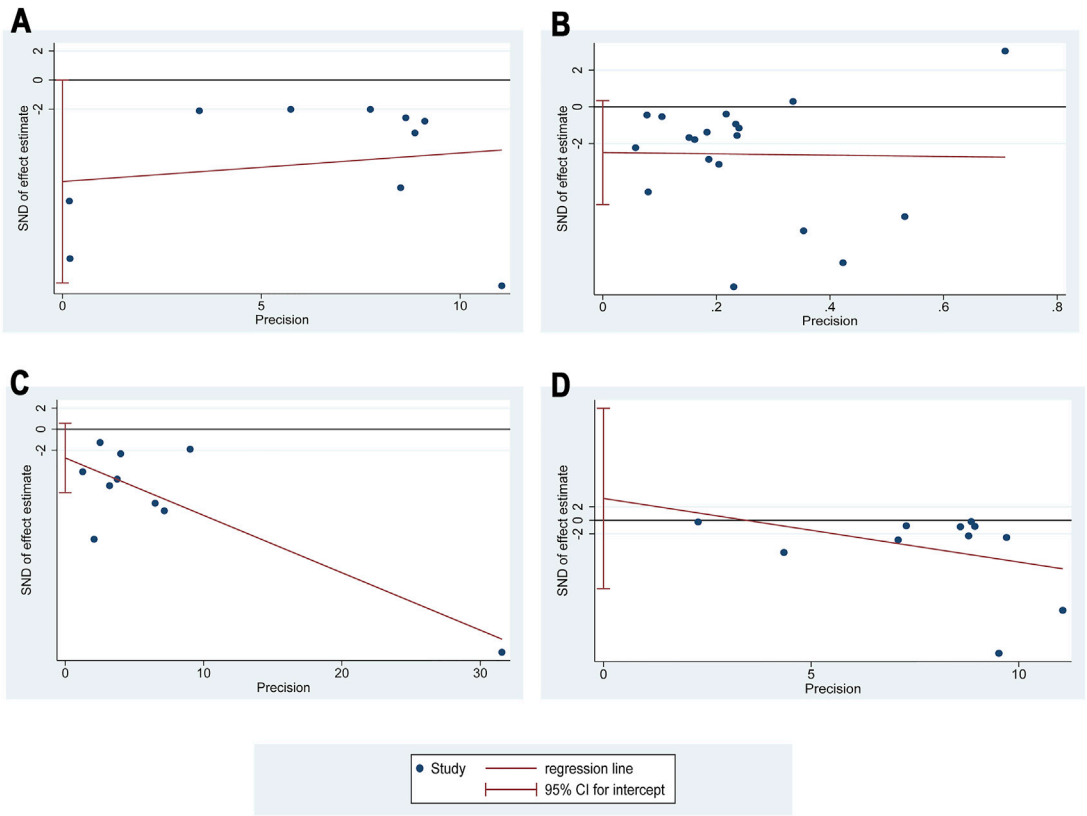 A
SND of effect estimate
2
0
-2
0
5
10
Precision
B
SND of effect estimate
2
0
-2
0
.2
.4
.6
.8
Precision
C
SND of effect estimate
2
0
-2
0
10
20
30
Precision
D
SND of effect estimate
2
0
-2
0
5
10
Precision
Study
regression line
95% CI for intercept